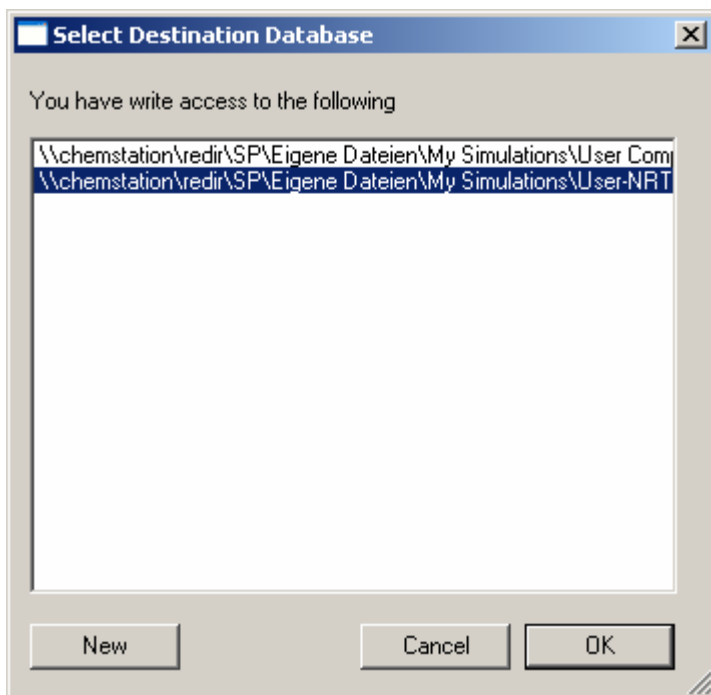 Select Destination Database
You have write access to the following
\\chemstation\redir\SP\Eigene Dateien\My Simulations\User Com
\\chemstation\redir\SP\Eigene Dateien\My Simulations\User-NRT
New Cancel OK